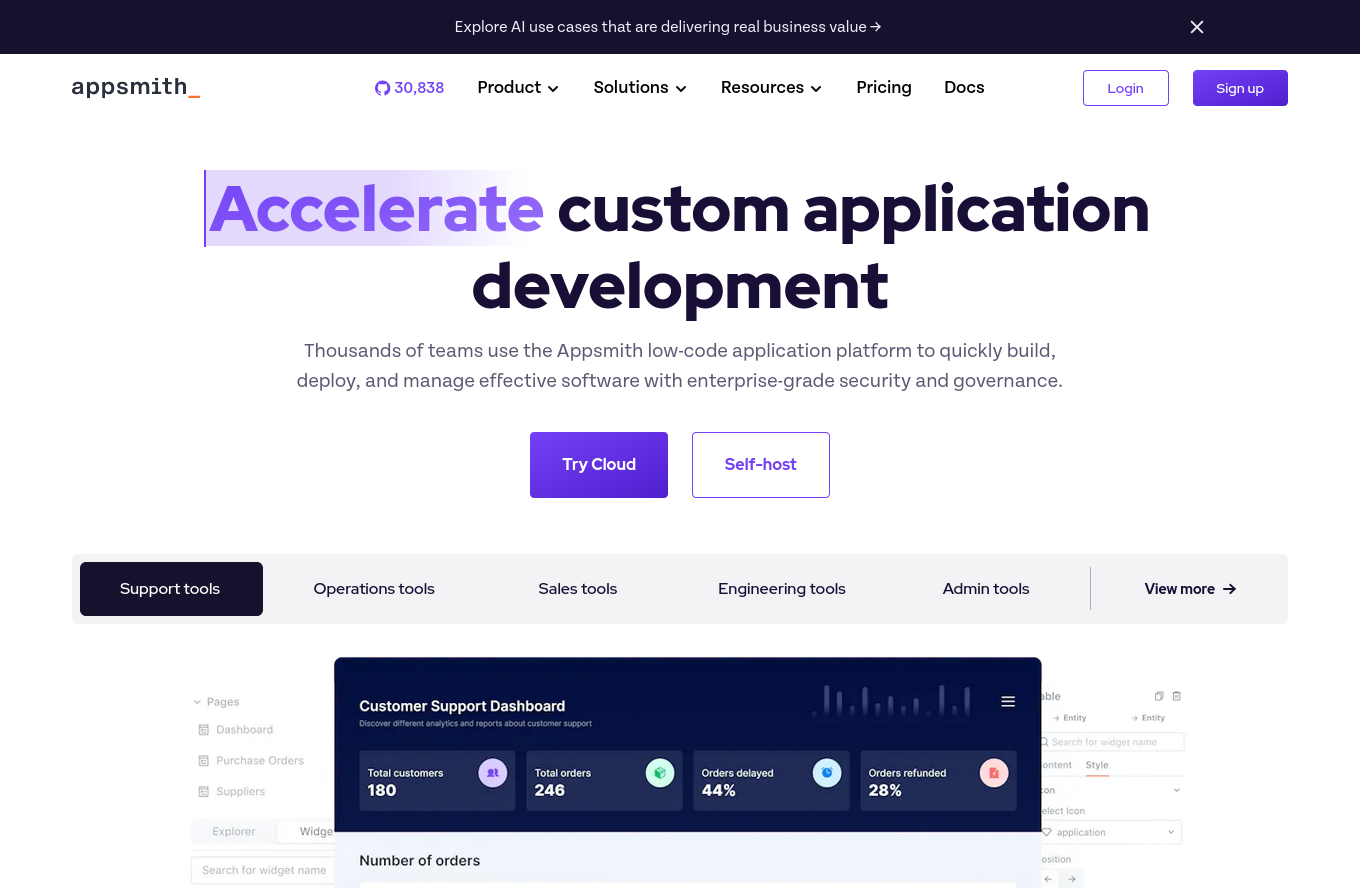 Explore AI use cases that are delivering real business value →
appsmith_
30,838
Product
Solutions
Resources
Pricing
Docs
Login
Sign up
Accelerate custom application
development
Thousands of teams use the Appsmith low-code application platform to quickly build,
deploy, and manage effective software with enterprise-grade security and governance.
Try Cloud
Self-host
Support tools
Operations tools
Sales tools
Engineering tools
Admin tools
View more →
Pages
Dashboard
Purchase Orders
Suppliers
Explorer
Widge
Search for widget name
Customer Support Dashboard
Discover different analytics and reports about customer support
Total customers
180
Total orders
246
Orders delayed
44%
Orders refunded
28%
Number of orders
able
→ Entity
→ Entity
Search for widget name
ontent
Style
con
elect Icon
application
osition